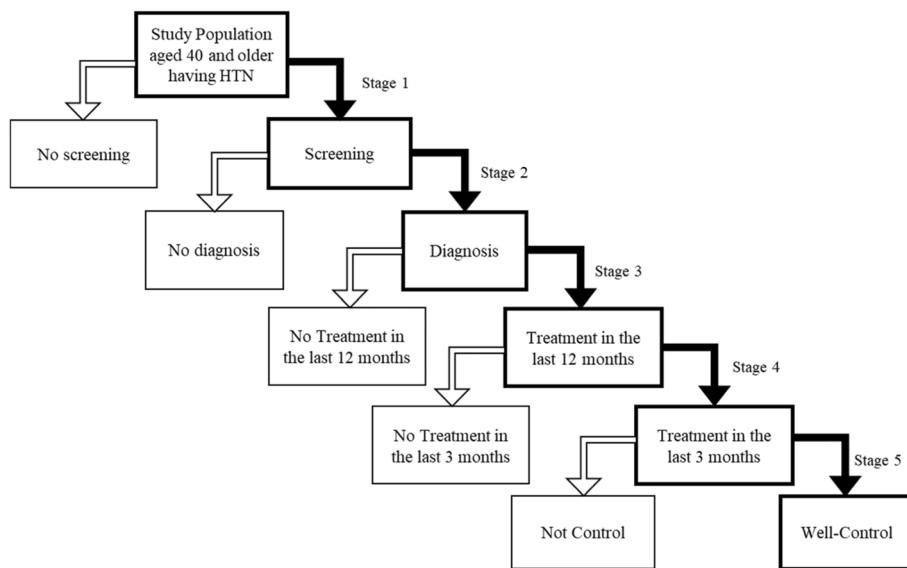 Study Population
aged 40 and older
having HTN
Stage 1
No screening
Screening
Stage 2
No diagnosis
Diagnosis
Stage 3
No Treatment in
the last 12 months
Treatment in the
last 12 months
Stage 4
No Treatment in
the last 3 months
Treatment in the
last 3 months
Stage 5
Not Control
Well-Control